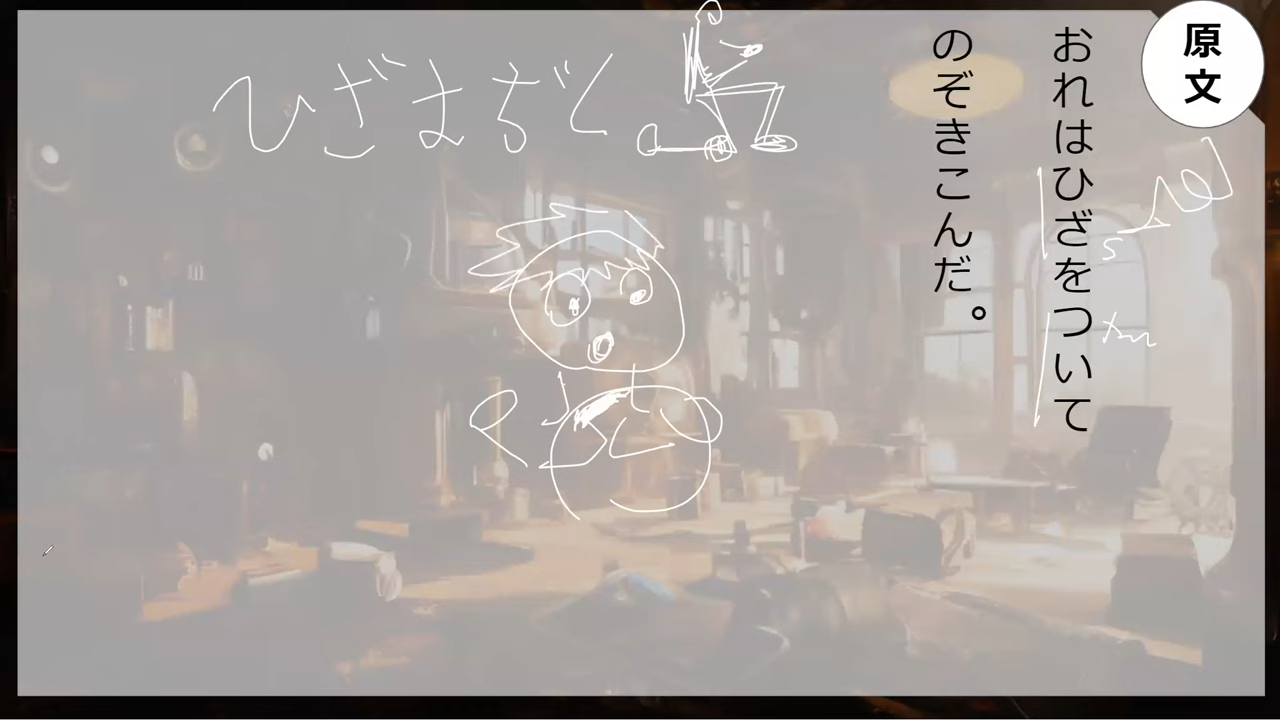 原文
おれはひざをついて
のぞきこんだ。
ひざまずく